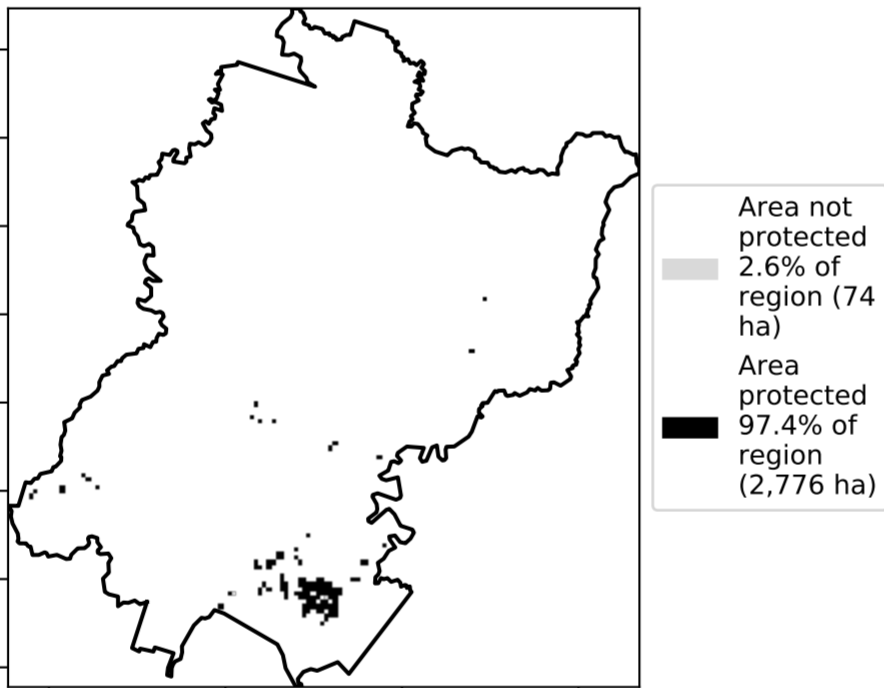 Area not
protected
2.6% of
region (74
ha)
Area
protected
97.4% of
region
(2,776 ha)